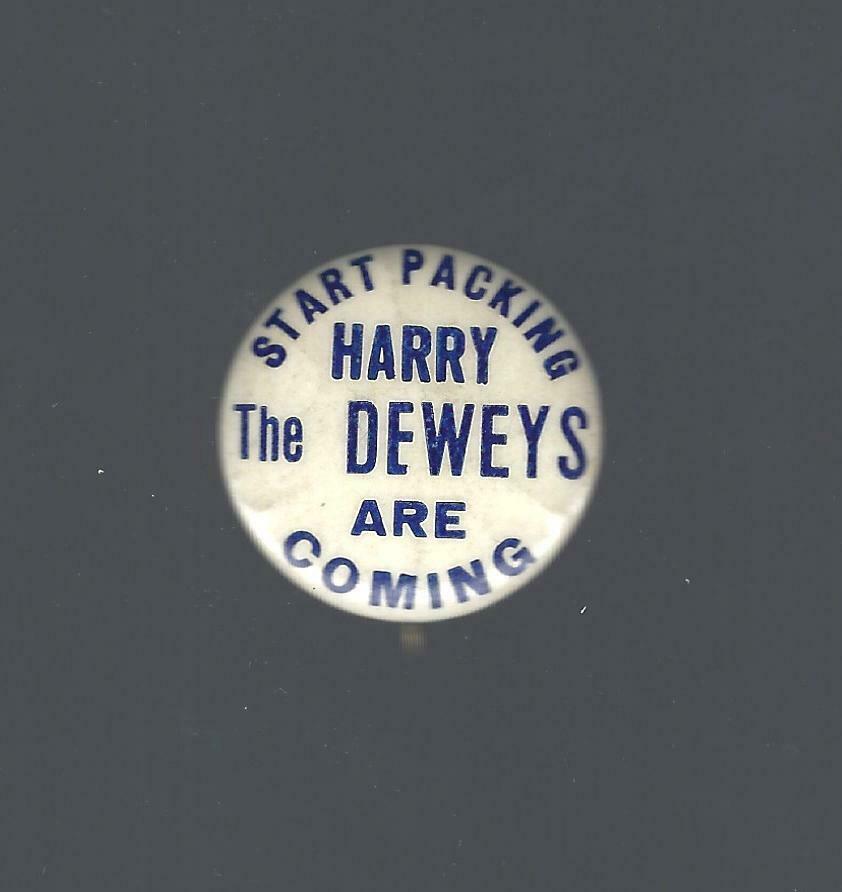 START PACKING
HARRY
The DEWEYS
ARE
COMING